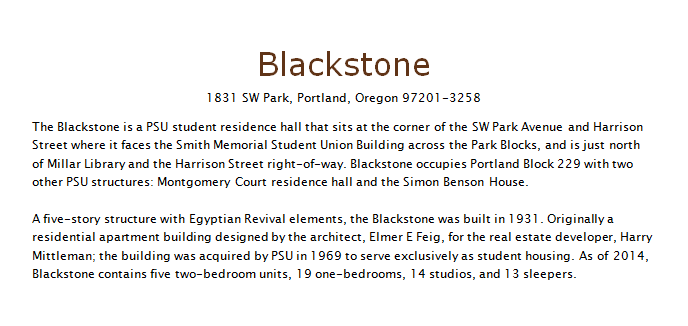 Blackstone
1831 SW Park, Portland, Oregon 97201-3258
The Blackstone is a PSU student residence hall that sits at the corner of the SW Park Avenue and Harrison
Street where it faces the Smith Memorial Student Union Building across the Park Blocks, and is just north
of Millar Library and the Harrison Street right-of-way. Blackstone occupies Portland Block 229 with two
other PSU structures: Montgomery Court residence hall and the Simon Benson House.
A five-story structure with Egyptian Revival elements, the Blackstone was built in 1931. Originally a
residential apartment building designed by the architect, Elmer E Feig, for the real estate developer, Harry
Mittleman; the building was acquired by PSU in 1969 to serve exclusively as student housing. As of 2014,
Blackstone contains five two-bedroom units, 19 one-bedrooms, 14 studios, and 13 sleepers.